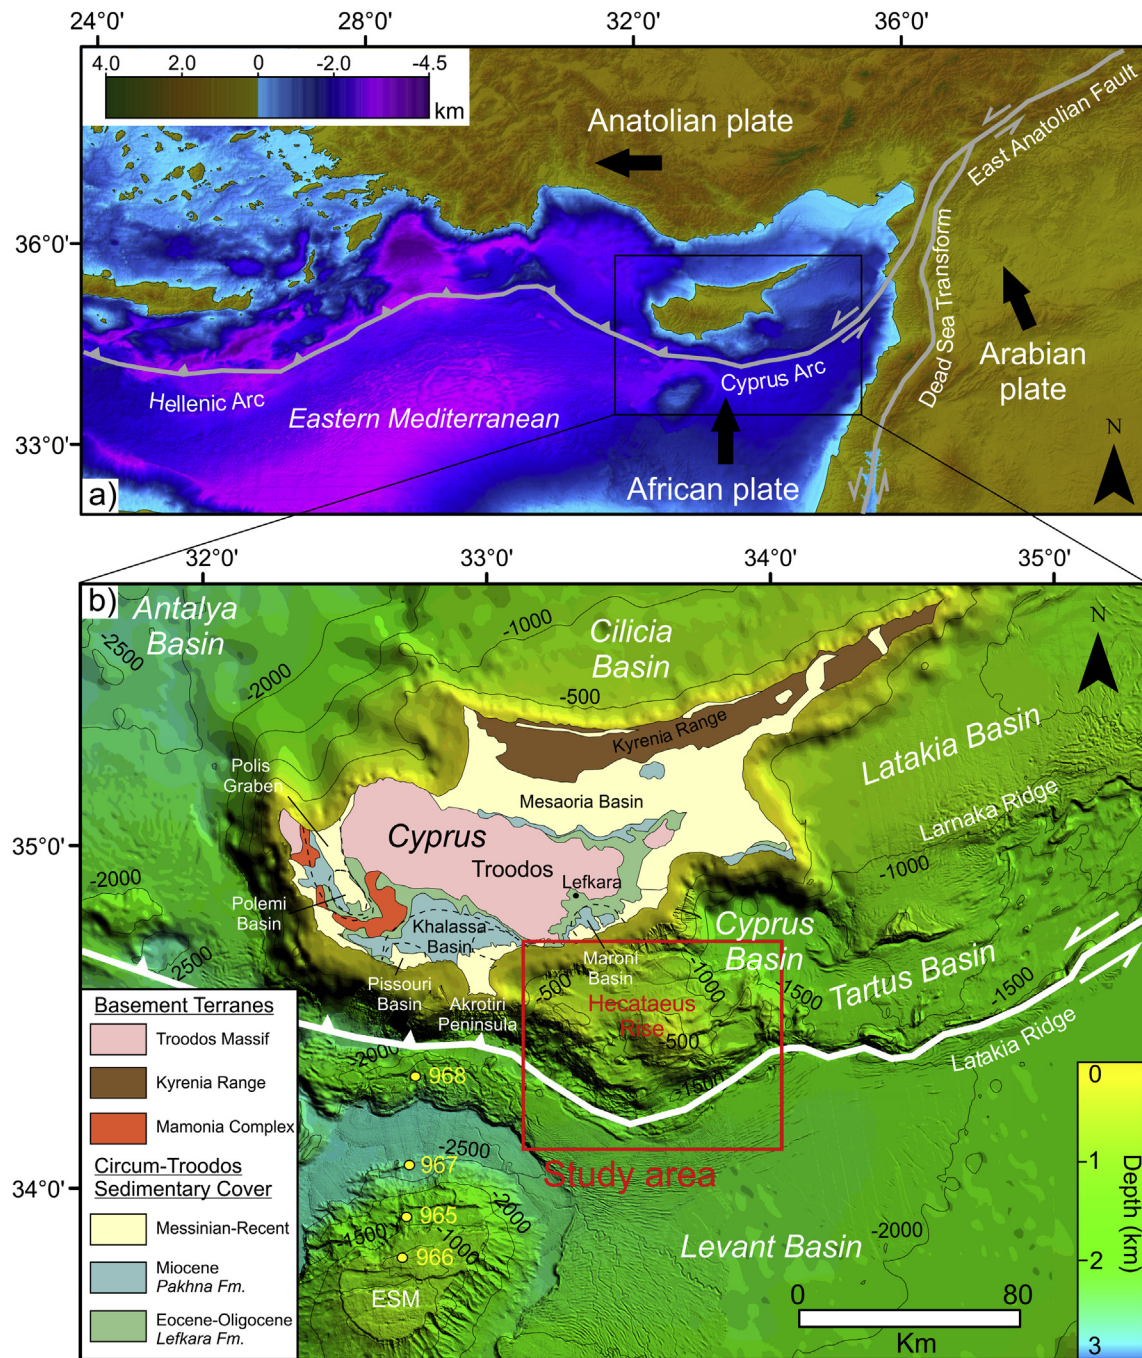 24°0'
28°0'
32°0'
36°0'
4.0
2.0
0
-2.0
-4.5
km
Anatolian plate
East Anatolian Fault
36°0'
Dead Sea Transform
Arabian
plate
Cyprus Arc
Hellenic Arc
Eastern Mediterranean
N
33°0'
African plate
a)
32°0'
33°0'
34°0'
35°0'
b)
Antalya
Basin
-2500
-1000
Cilicia
Basin
N
-2000
-500
Kyrenia Range
Latakia Basin
Polis
Graben
Mesaoria Basin
Larnaka Ridge
35°0'
Cyprus
Troodos
-1000
-2000
Lefkara
Polemi
Basin
Khalassa
Basin
Cyprus
Basin
Maroni
Basin
2500
Pissouri
Basin
Akrotiri
Peninsula
-500
-1000
-1500
Tartus Basin
-1500
Hecataeus
Rise
500
Latakia Ridge
-2000
1500
968
Basement Terranes
Troodos Massif
Kyrenia Range
Mamonia Complex
Circum-Troodos
Sedimentary Cover
Messinian-Recent
Miocene
Pakhna Fm.
Eocene-Oligocene
Lefkara Fm.
-2500
967
34°0'
Study area
965
-2000
-1500
-1000
966
ESM
-2000
Levant Basin
0
80
Km
0
1
2
3
Depth (km)